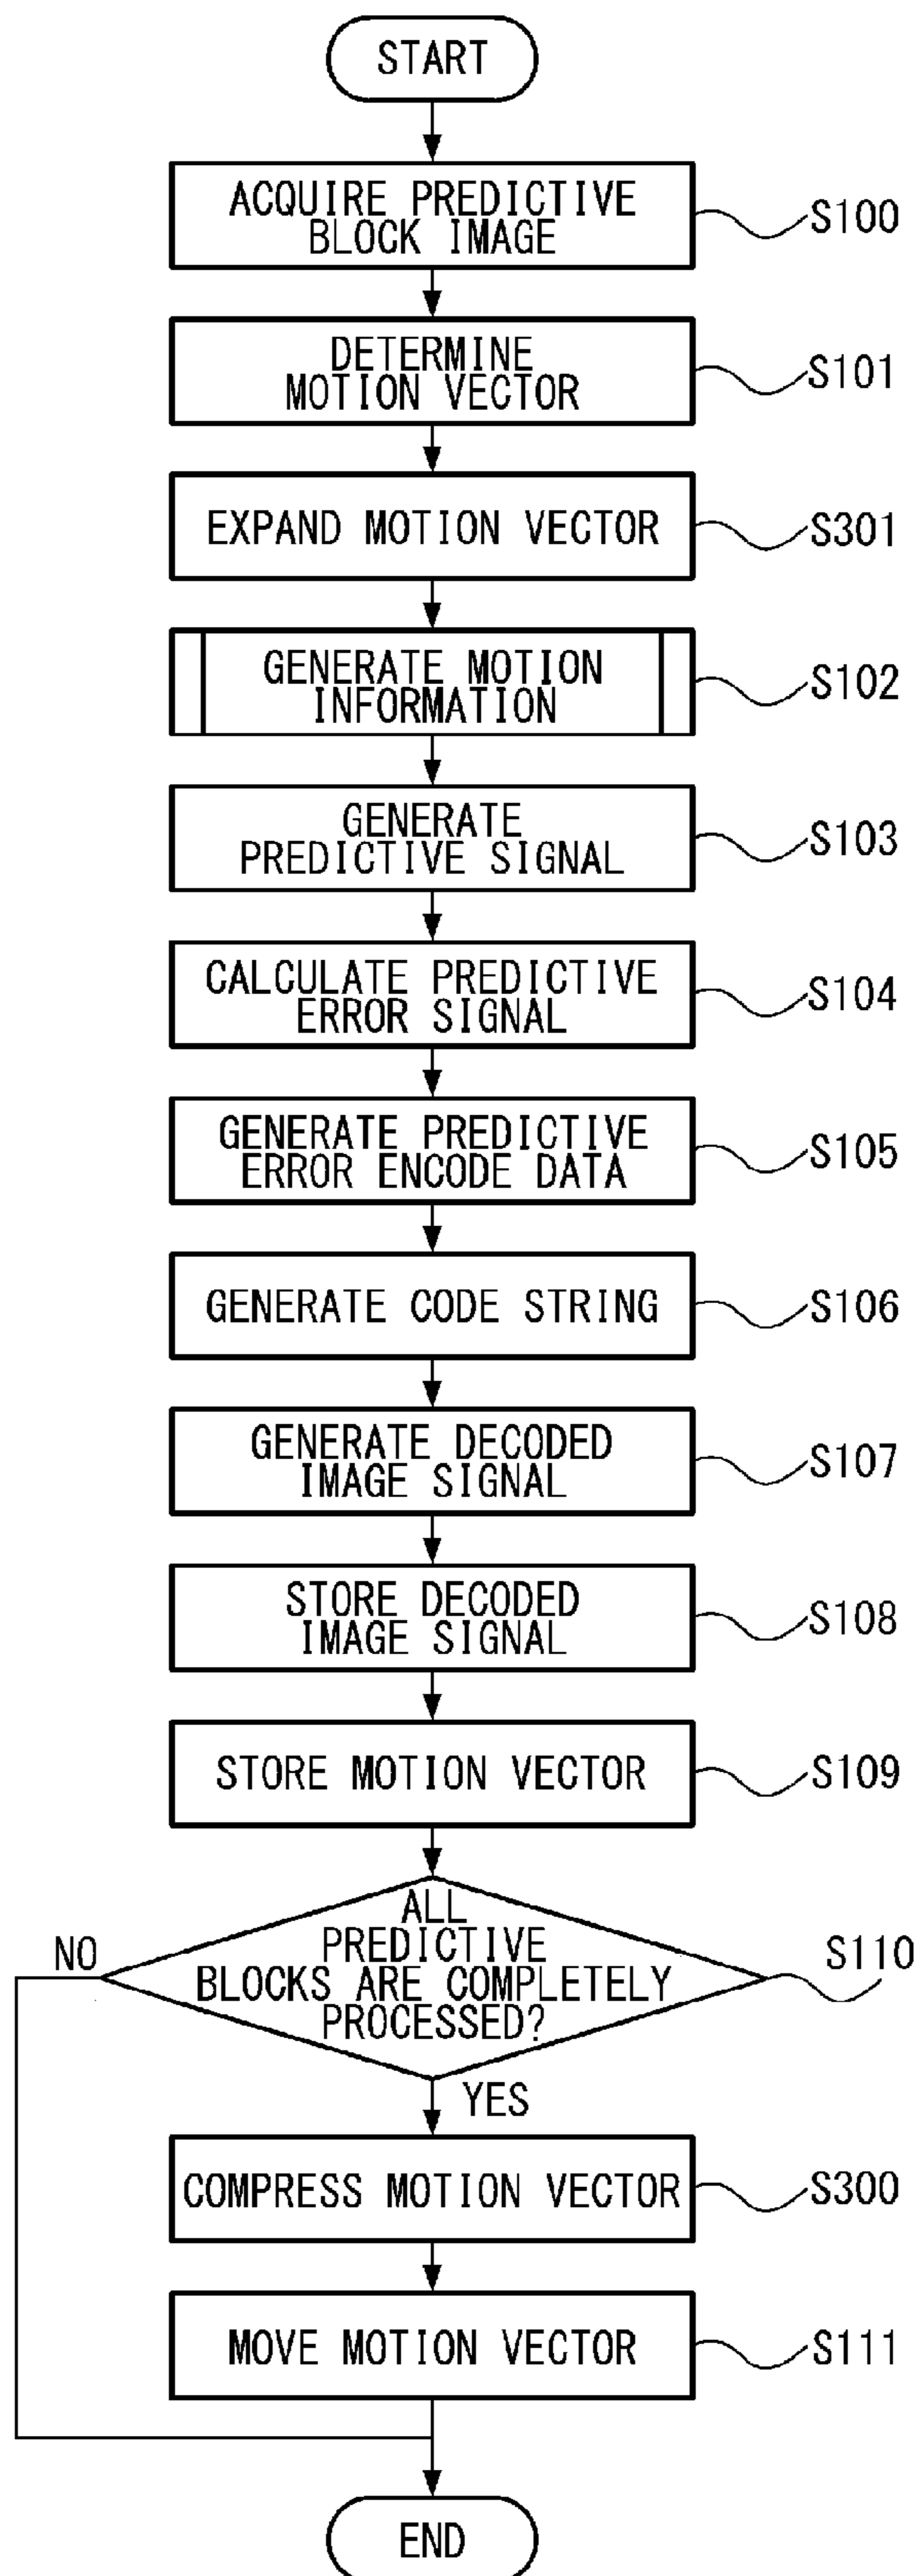 START
ACQUIRE PREDICTIVE
BLOCK IMAGE
S100
DETERMINE
MOTION VECTOR
S101
EXPAND MOTION VECTOR
S301
GENERATE MOTION
INFORMATION
S102
GENERATE
PREDICTIVE SIGNAL
S103
CALCULATE PREDICTIVE
ERROR SIGNAL
S104
GENERATE PREDICTIVE
ERROR ENCODE DATA
S105
GENERATE CODE STRING
S106
GENERATE DECODED
IMAGE SIGNAL
S107
STORE DECODED
IMAGE SIGNAL
S108
STORE MOTION VECTOR
S109
ALL
PREDICTIVE
BLOCKS ARE COMPLETELY
PROCESSED?
S110
NO
YES
COMPRESS MOTION VECTOR
S300
MOVE MOTION VECTOR
S111
END